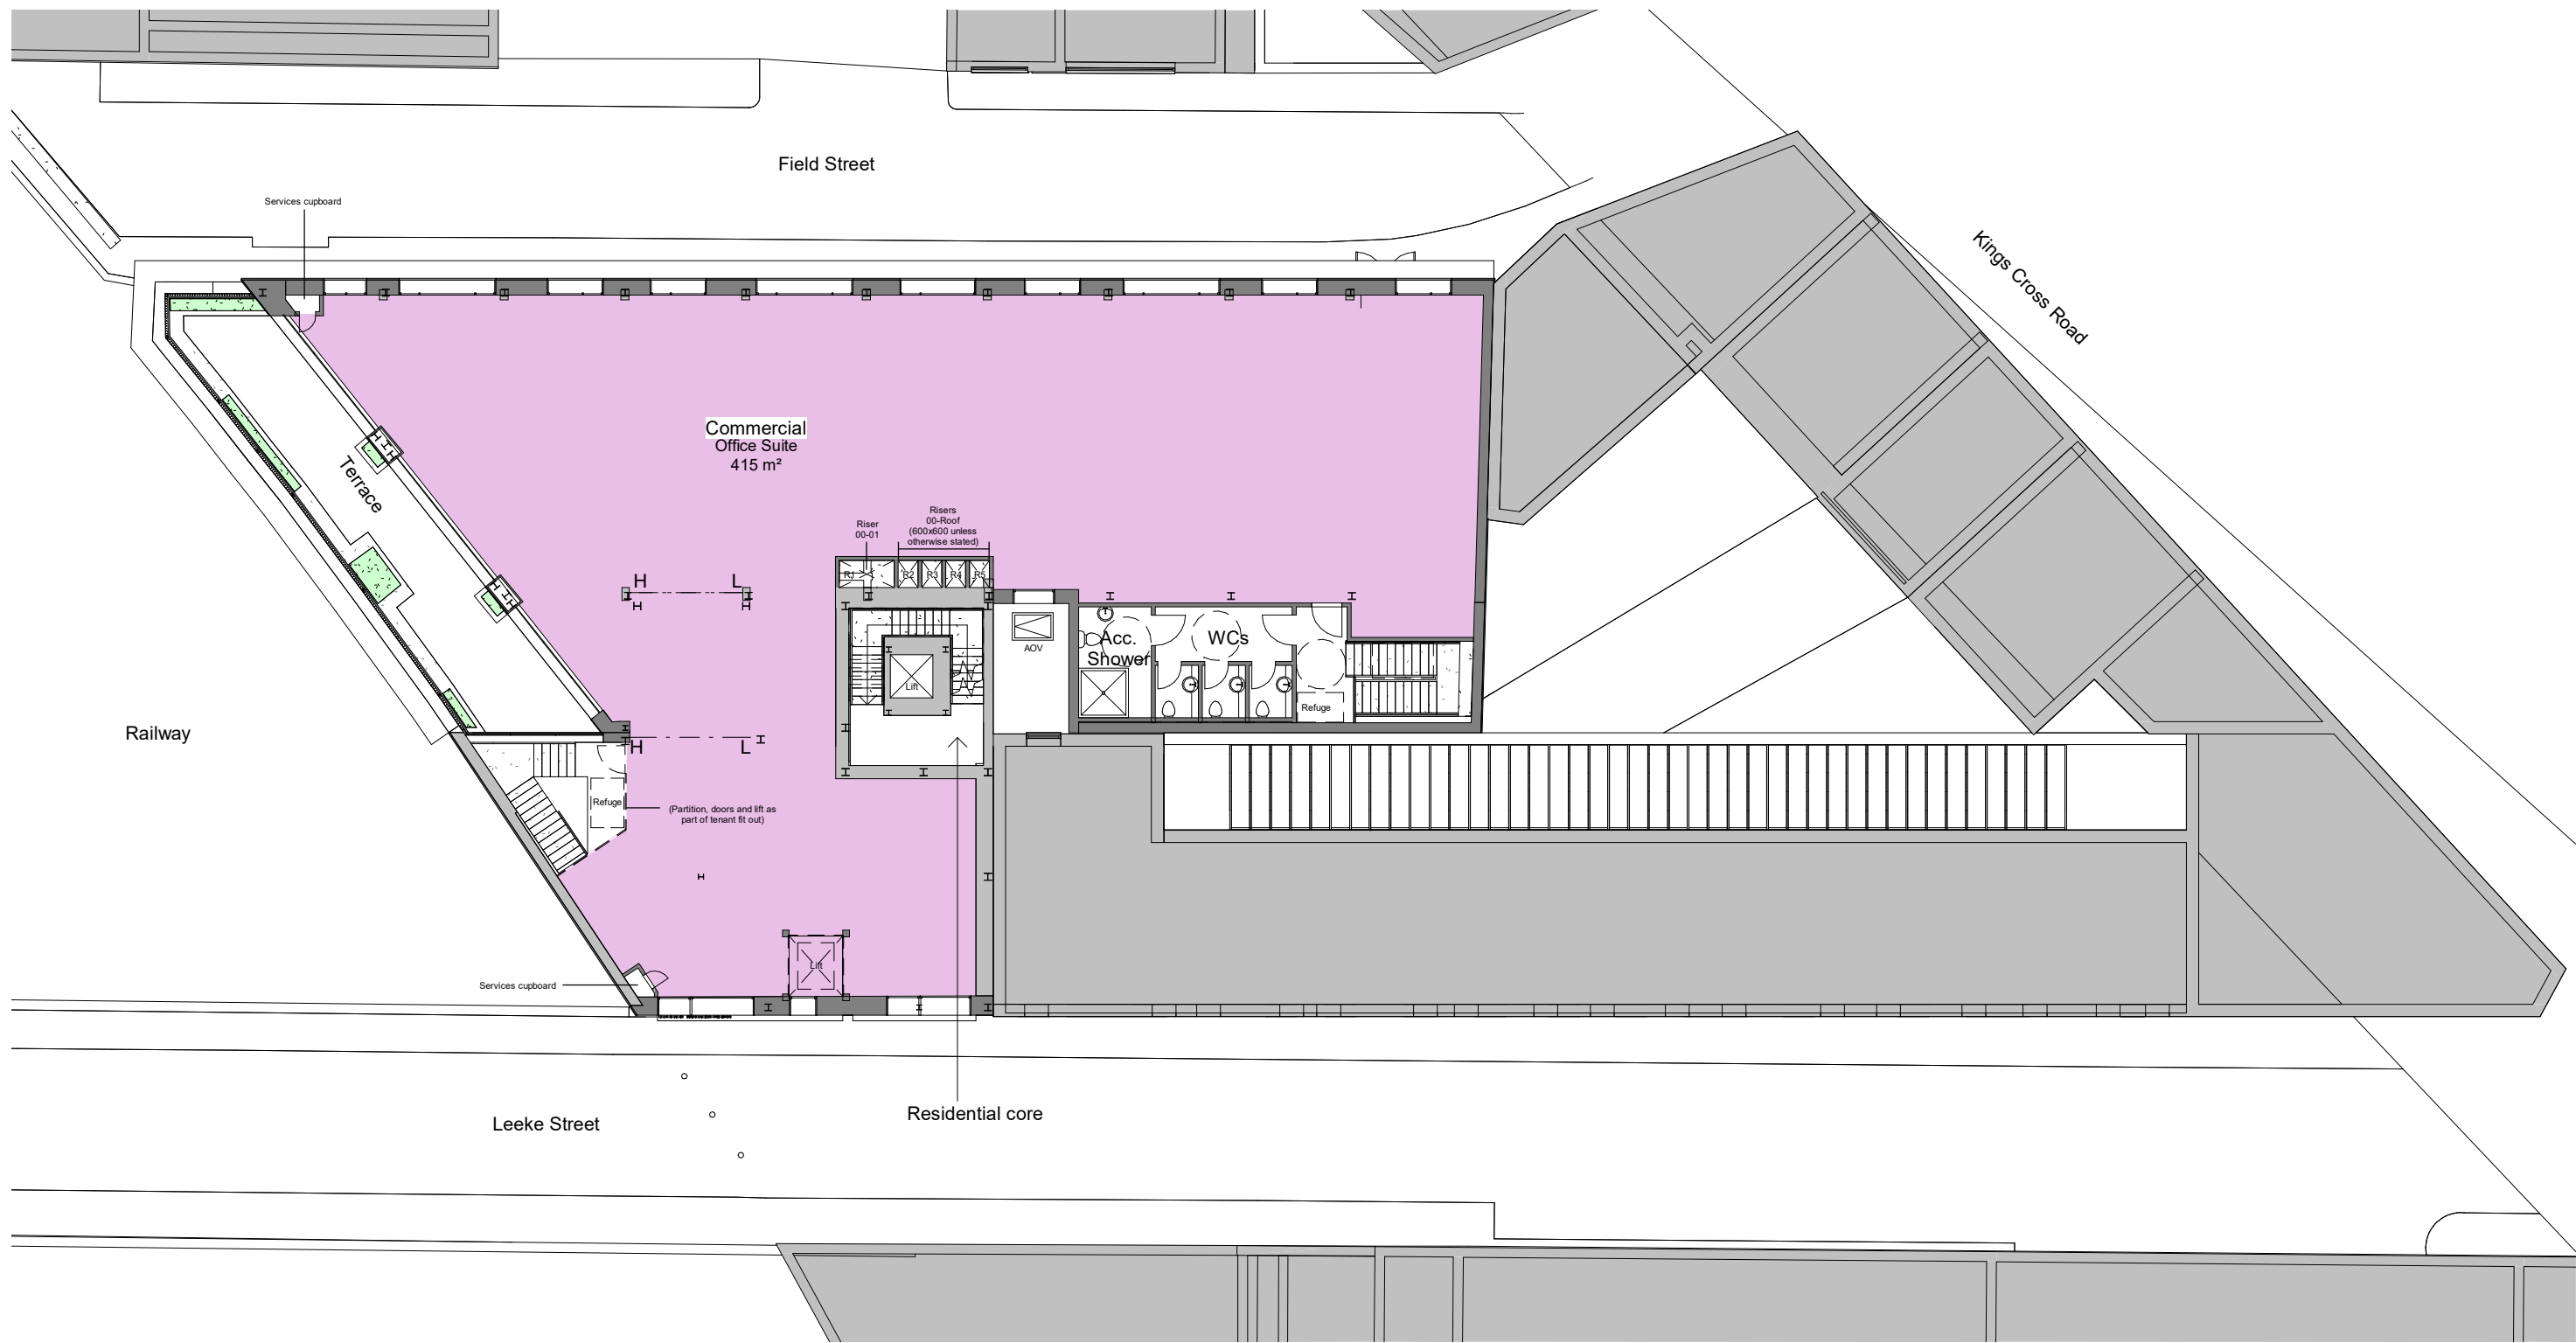 Field Street
Services cupboard
Kings Cross Road
Commercial
Office Suite
415 m²
Terrace
Riser
00-01
Risers
00-Roof
(600x600 unless
otherwise stated)
R1
R2
R3
R4
R5
H
L
AOV
Acc.
Shower
WCs
Lift
Refuge
Railway
H
L
Refuge
(Partition, doors and lift as
part of tenant fit out)
Lift
Services cupboard
Residential core
Leeke Street